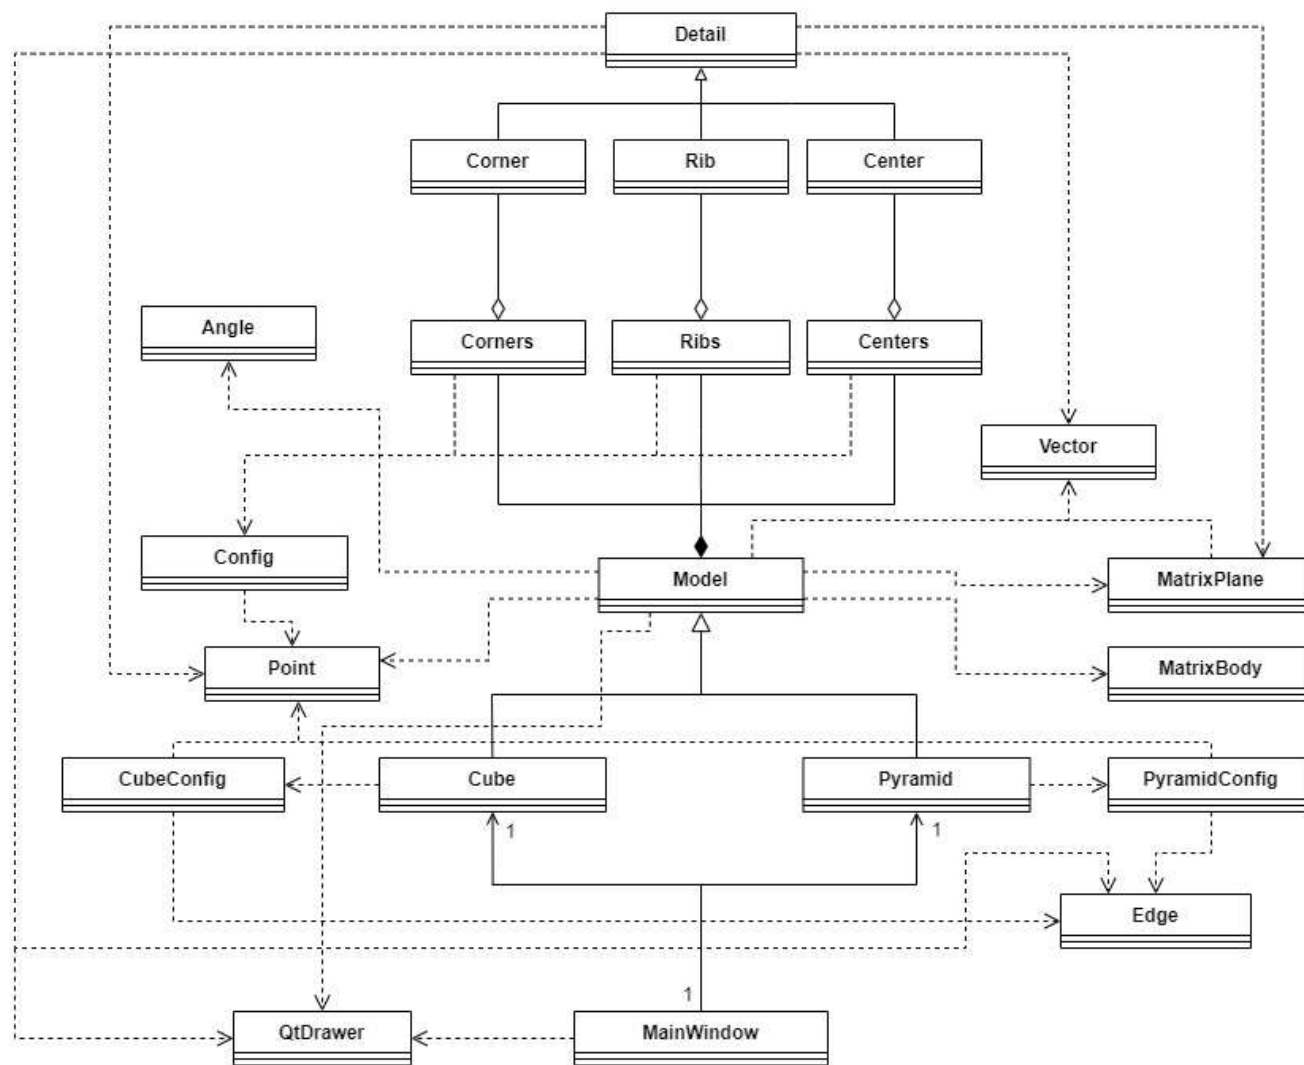 Detail
Corner
Rib
Center
Angle
Corners
Ribs
Centers
Vector
Config
Model
MatrixPlane
Point
MatrixBody
CubeConfig
Cube
Pyramid
PyramidConfig
1
1
Edge
1
QtDrawer
MainWindow